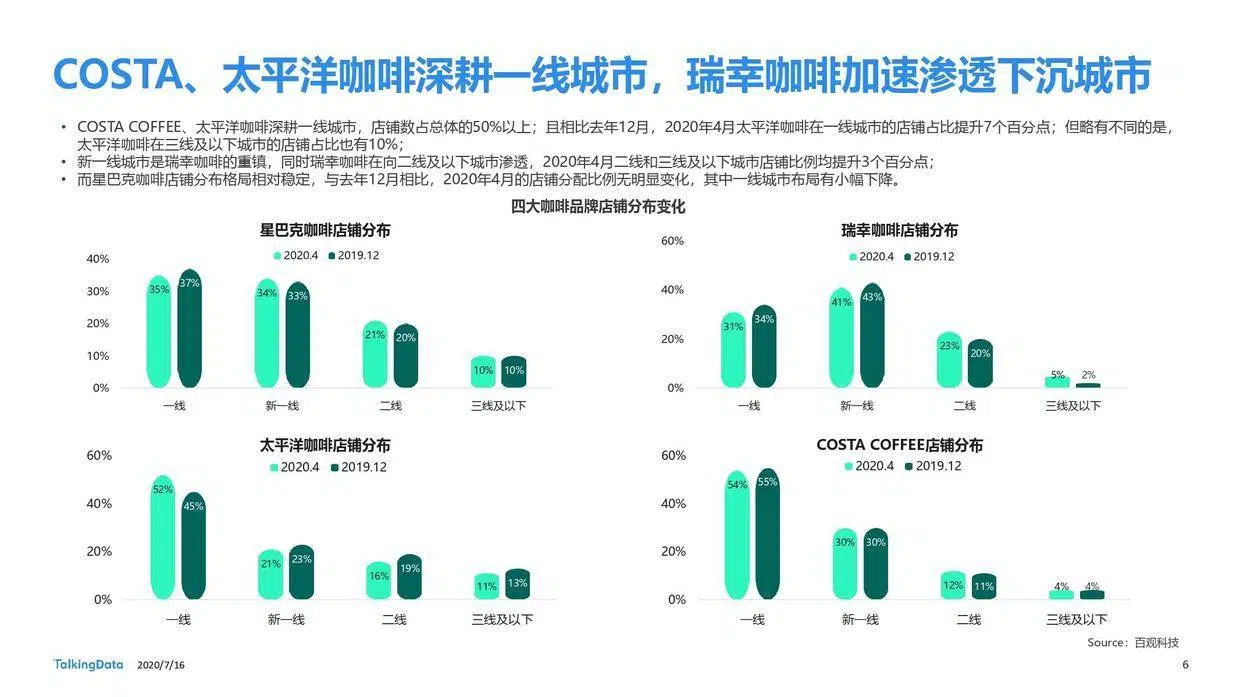 COSTA、太平洋咖啡深耕一线城市，瑞幸咖啡加速渗透下沉城市
• COSTA COFFEE、太平洋咖啡深耕一线城市，店铺数占总体的50%以上；且相比去年12月，2020年4月太平洋咖啡在一线城市的店铺占比提升7个百分点；但略有不同的是，
太平洋咖啡在三线及以下城市的店铺占比也有10%；
• 新一线城市是瑞幸咖啡的重镇，同时瑞幸咖啡在向二线及以下城市渗透，2020年4月二线和三线及以下城市店铺比例均提升3个百分点；
• 而星巴克咖啡店铺分布格局相对稳定，与去年12月相比，2020年4月的店铺分配比例无明显变化，其中一线城市布局有小幅下降。
四大咖啡品牌店铺分布变化
星巴克咖啡店铺分布
2020.4 2019.12
40%
30%
20%
10%
0%
35% 37% 34% 33% 21% 20% 10% 10%
一线 新一线 二线 三线及以下
瑞幸咖啡店铺分布
2020.4 2019.12
60%
40%
20%
0%
31% 34% 41% 43% 23% 20% 5% 2%
一线 新一线 二线 三线及以下
太平洋咖啡店铺分布
2020.4 2019.12
60%
40%
20%
0%
52% 45% 21% 23% 16% 19% 11% 13%
一线 新一线 二线 三线及以下
COSTA COFFEE店铺分布
2020.4 2019.12
60%
40%
20%
0%
54% 55% 30% 30% 12% 11% 4% 4%
一线 新一线 二线 三线及以下
Source：百观科技
TalkingData 2020/7/16
6